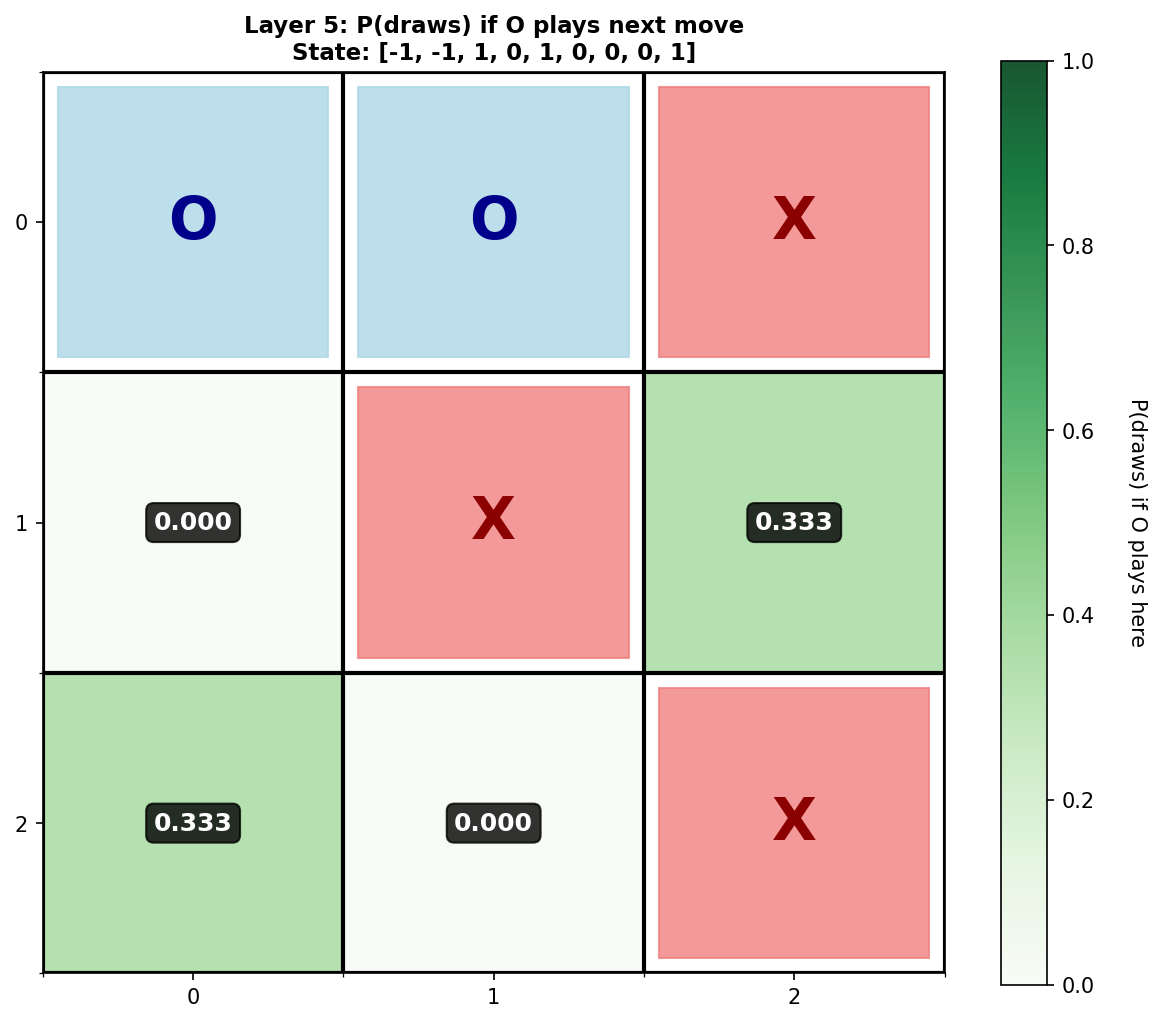 Layer 5: P(draws) if O plays next move
State: [-1, -1, 1, 0, 1, 0, 0, 0, 1]
0
O
O
X
1
0.000
X
0.333
2
0.333
0.000
X
0
1
2
1.0
0.8
0.6
0.4
0.2
0.0
P(draws) if O plays here